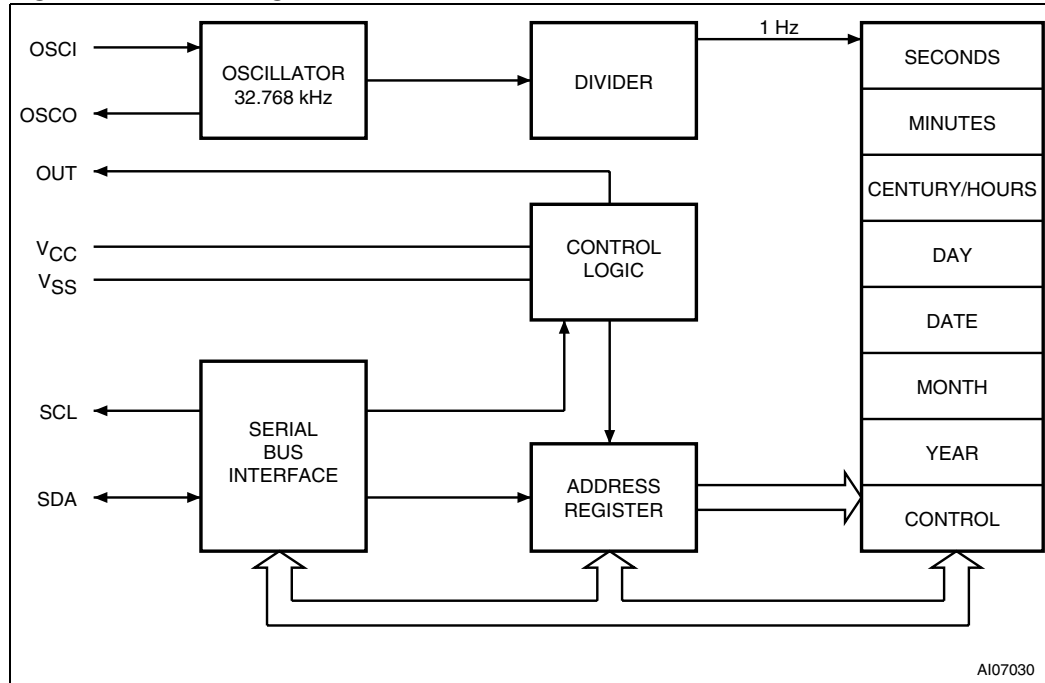 OSCI
OSCO
OUT
VCC
VSS
SCL
SDA
OSCILLATOR
32.768 kHz
DIVIDER
1 Hz
CONTROL
LOGIC
SERIAL
BUS
INTERFACE
ADDRESS
REGISTER
SECONDS
MINUTES
CENTURY/HOURS
DAY
DATE
MONTH
YEAR
CONTROL
AI07030